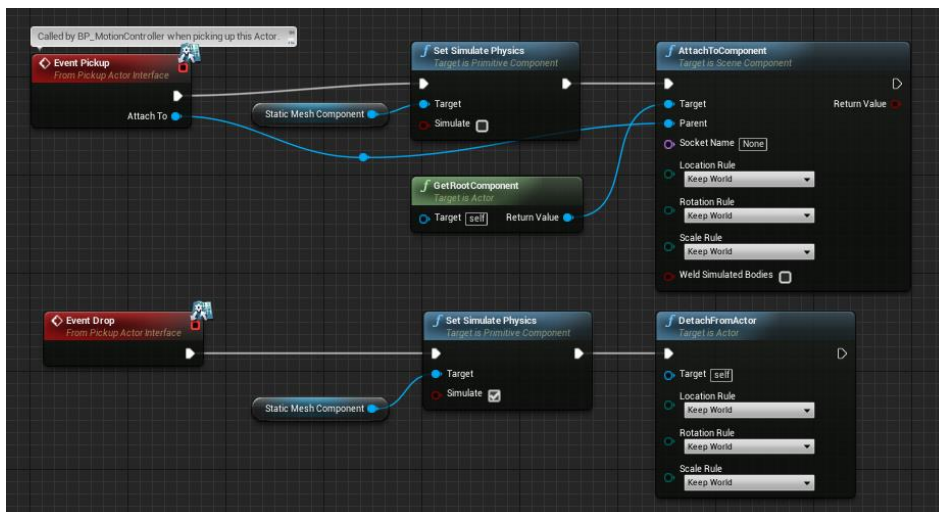 Called by BP_MotionController when picking up this Actor.
Event Pickup
From Pickup Actor Interface
Attach To
Static Mesh Component
f Set Simulate Physics
Target is Primitive Component
Target
Simulate
f GetRootComponent
Target is Actor
Target self Return Value
f AttachToComponent
Target is Scene Component
Target Return Value
Parent
Socket Name None
Location Rule
Keep World
Rotation Rule
Keep World
Scale Rule
Keep World
Weld Simulated Bodies
Event Drop
From Pickup Actor Interface
Static Mesh Component
f Set Simulate Physics
Target is Primitive Component
Target
Simulate
f DetachFromActor
Target is Actor
Target self
Location Rule
Keep World
Rotation Rule
Keep World
Scale Rule
Keep World